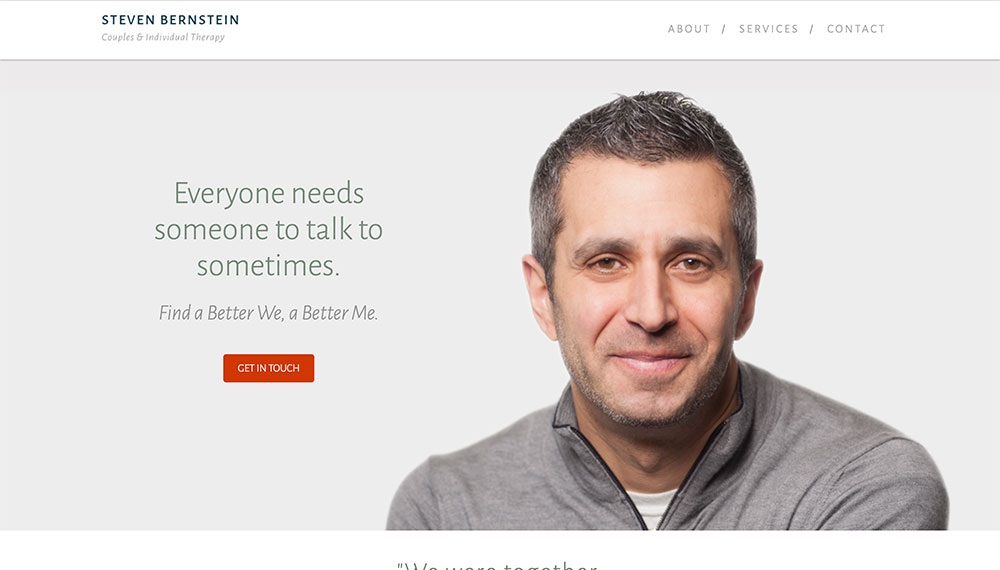 STEVEN BERNSTEIN
Couples & Individual Therapy
ABOUT / SERVICES / CONTACT
Everyone needs
someone to talk to
sometimes.
Find a Better We, a Better Me.
GET IN TOUCH
"We were together